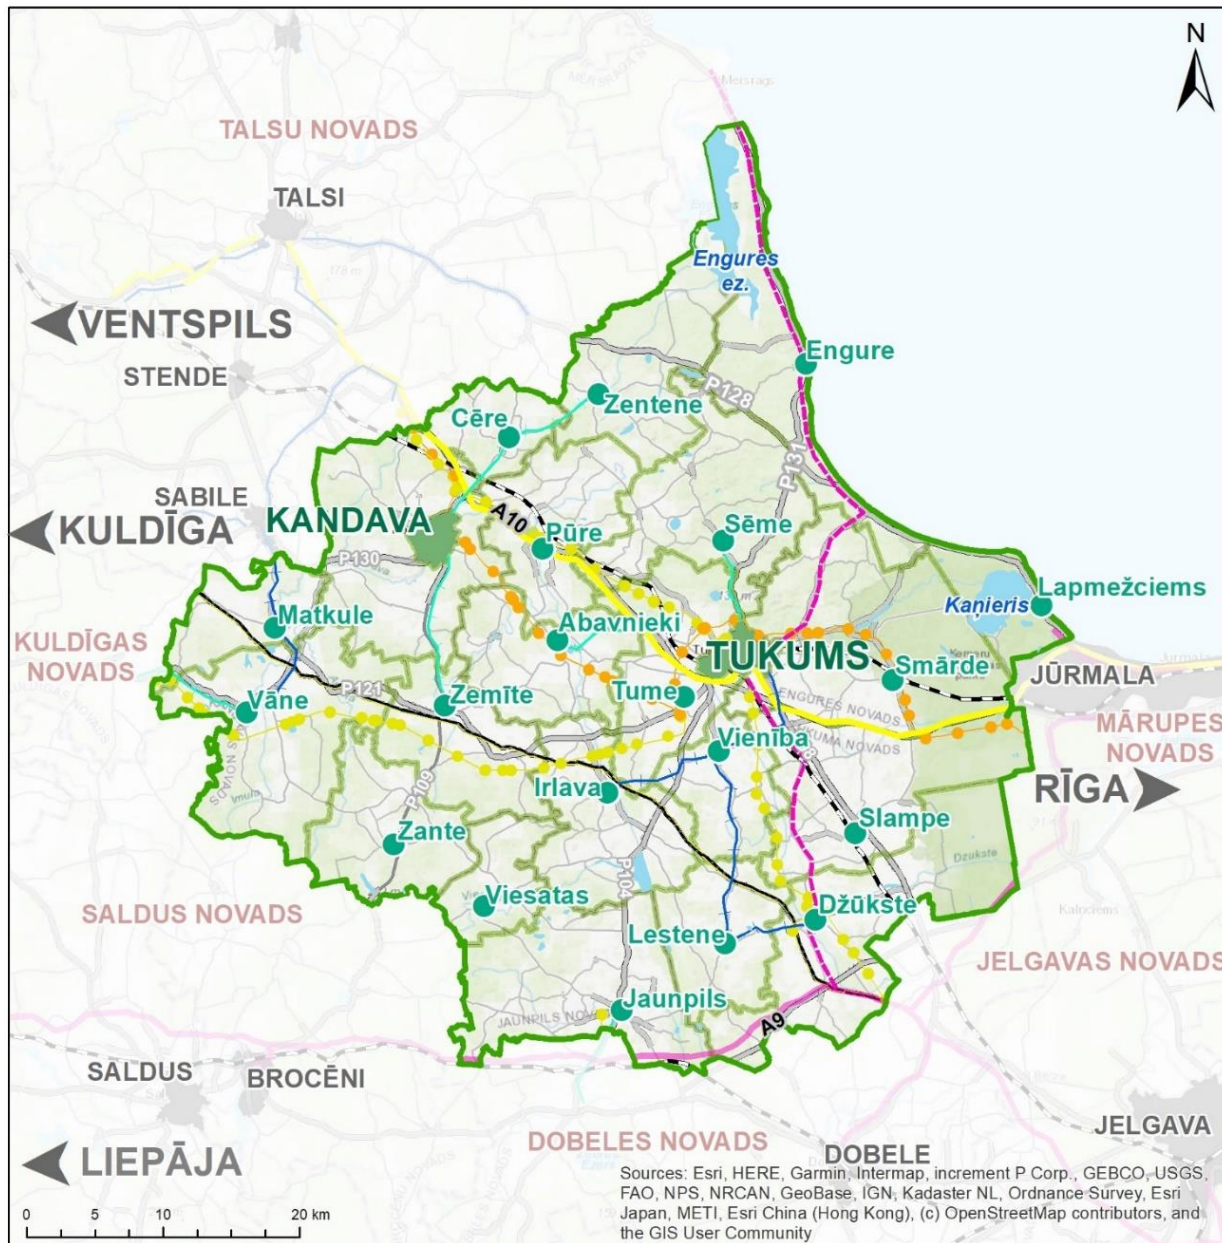 N
Mersrags
TALSU NOVADS
TALSI
178 m
Engures
ez.
VENTSPILS
STENDE
Engure
P128
Zentene
Cēre
P131
SABILE
KANDAVA
A10
Sēme
KULDĪGA
Pūre
P130
Lapmežciems
Kaņieris
Matkule
Abavnieki
KULDĪGAS
NOVADS
TUKUMS
Smārde
JŪRMALA
P121
Zemīte
Tume
ENGURES NOVADS
Vāne
MĀRUPES
NOVADS
Vienība
RĪGA
Irlava
P109
Imula
Slampe
Zante
Dzukste
P104
Viesatas
Džūkste
SALDUS NOVADS
Kalnciems
Lestene
JELGAVAS NOVADS
Jaunpils
A9
SALDUS
BROCĒNI
JELGAVA
DOBELES NOVADS
DOBELE
LIEPĀJA
Sources: Esri, HERE, Garmin, Intermap, increment P Corp., GEBCO, USGS,
FAO, NPS, NRCAN, GeoBase, IGN, Kadaster NL, Ordnance Survey, Esri
Japan, METI, Esri China (Hong Kong), (c) OpenStreetMap contributors, and
the GIS User Community
0 5 10 20 km